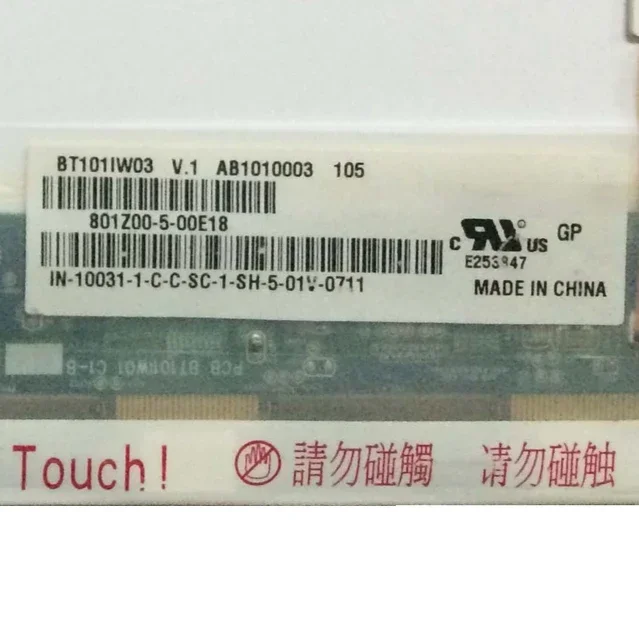 BT101IW03 V.1 AB1010003 105
801Z00-5-00E18
IN-10031-1-C-C-SC-1-SH-5-01V-0711
C US GP
MADE IN CHINA
PCB BT101IW01 C1-B
Touch! 請勿碰觸 请勿碰触